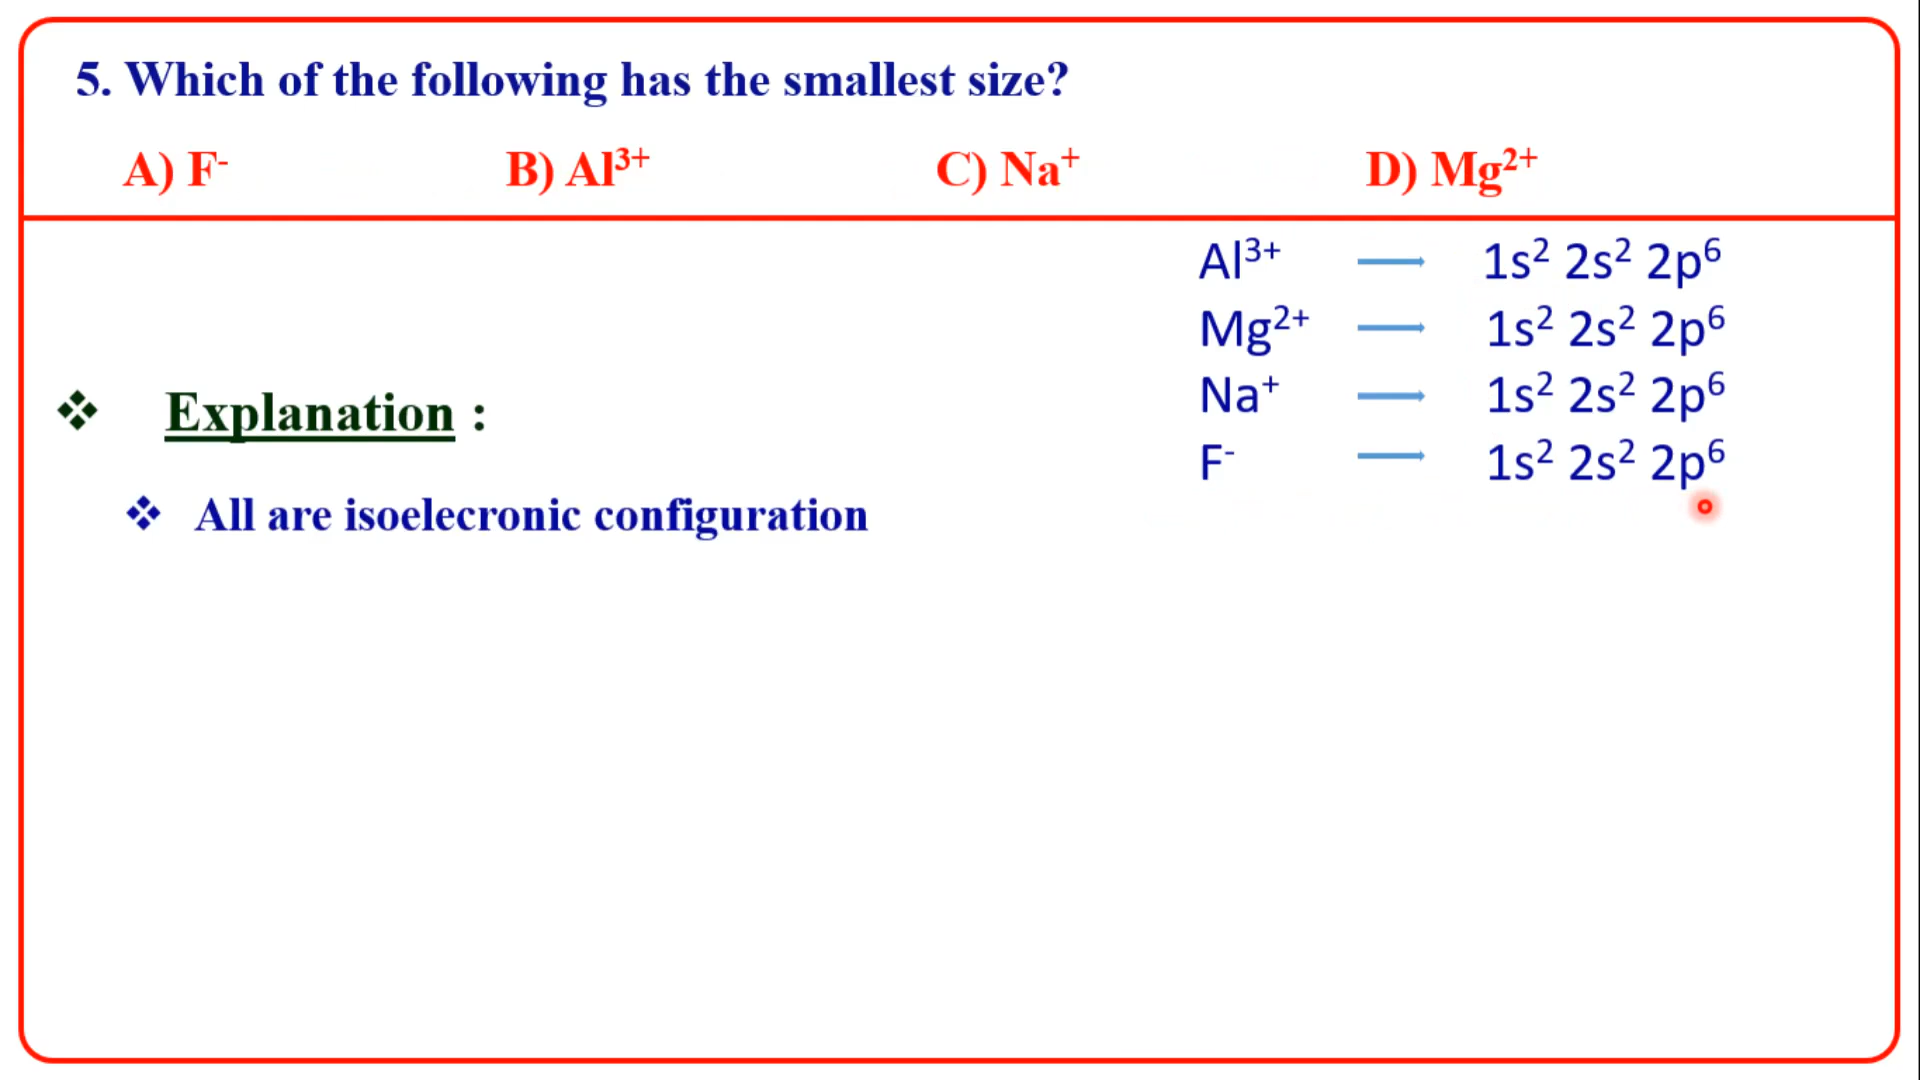 5. Which of the following has the smallest size?
A) F⁻ B) Al³⁺ C) Na⁺ D) Mg²⁺
Al³⁺ → 1s² 2s² 2p⁶
Mg²⁺ → 1s² 2s² 2p⁶
Na⁺ → 1s² 2s² 2p⁶
❖ Explanation :
F⁻ → 1s² 2s² 2p⁶
❖ All are isoelecronic configuration